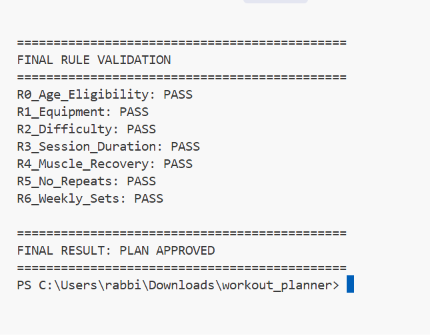 =============================================
FINAL RULE VALIDATION
=============================================
R0_Age_Eligibility: PASS
R1_Equipment: PASS
R2_Difficulty: PASS
R3_Session_Duration: PASS
R4_Muscle_Recovery: PASS
R5_No_Repeats: PASS
R6_Weekly_Sets: PASS
=============================================
FINAL RESULT: PLAN APPROVED
=============================================
PS C:\Users\rabbi\Downloads\workout_planner>